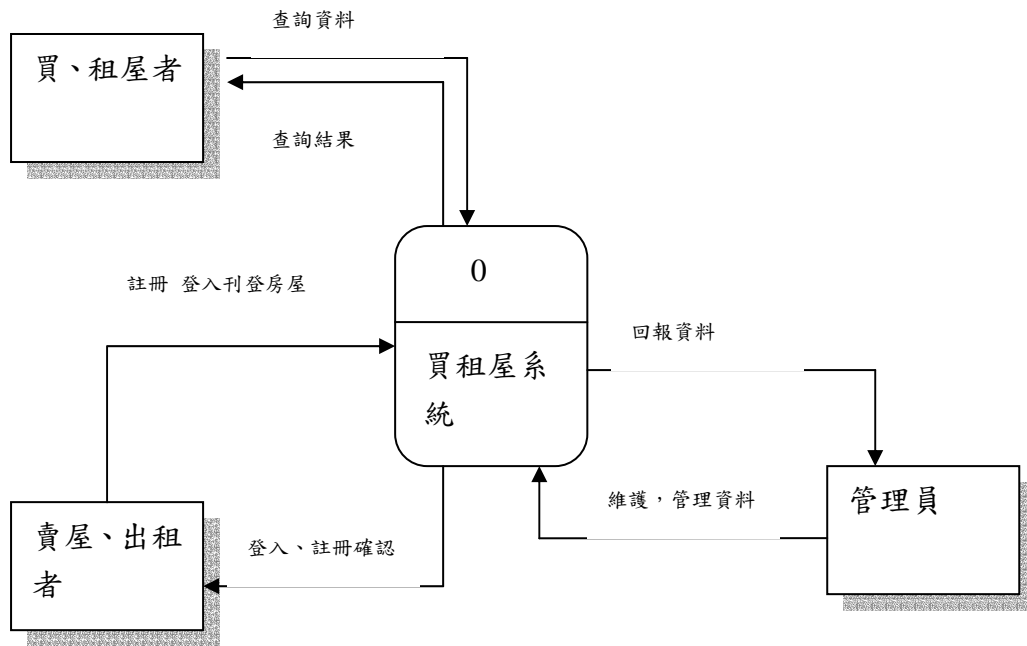 查詢資料
買、租屋者
查詢結果
0
註冊 登入刊登房屋
回報資料
買租屋系
統
維護，管理資料
管理員
賣屋、出租
者
登入、註冊確認